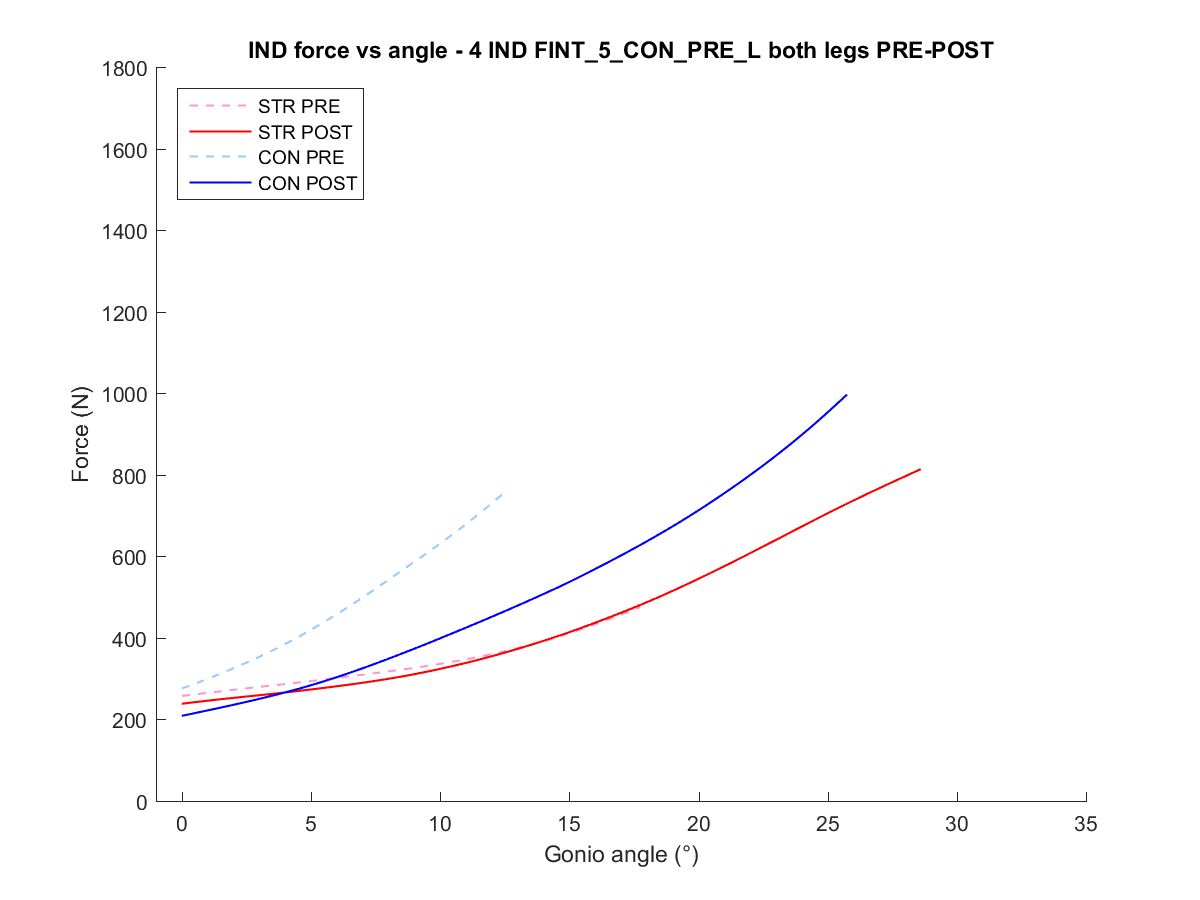 IND force vs angle - 4 IND FINT_5_CON_PRE_L both legs PRE-POST
1800
1600
1400
1200
1000
800
600
400
200
0
Force (N)
STR PRE
STR POST
CON PRE
CON POST
0 5 10 15 20 25 30 35
Gonio angle (°)